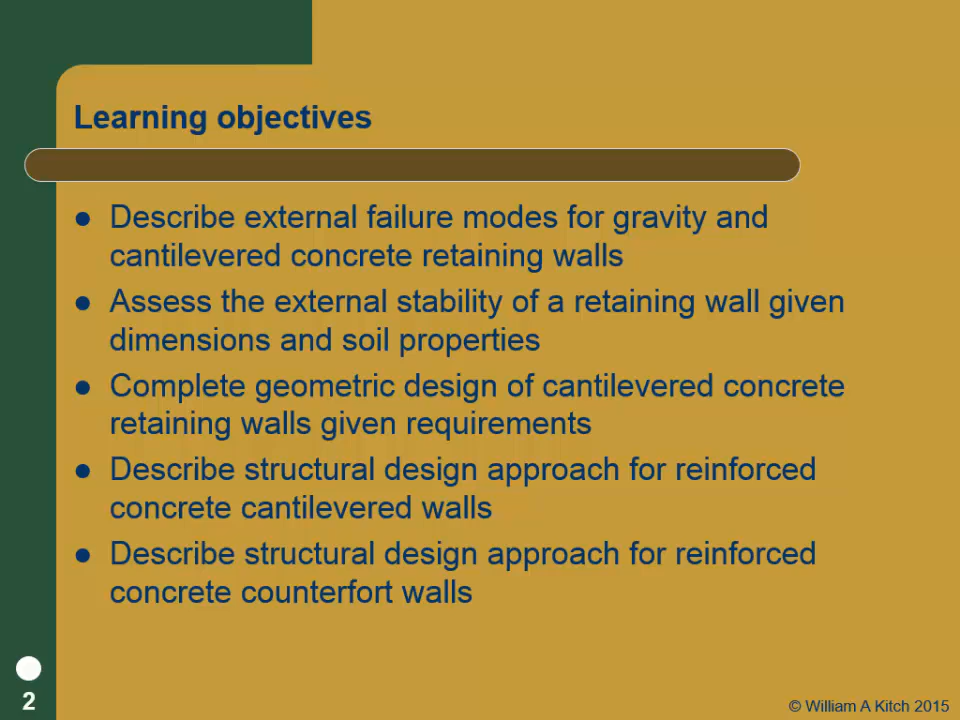 Learning objectives
● Describe external failure modes for gravity and
cantilevered concrete retaining walls
● Assess the external stability of a retaining wall given
dimensions and soil properties
● Complete geometric design of cantilevered concrete
retaining walls given requirements
● Describe structural design approach for reinforced
concrete cantilevered walls
● Describe structural design approach for reinforced
concrete counterfort walls
2
© William A Kitch 2015